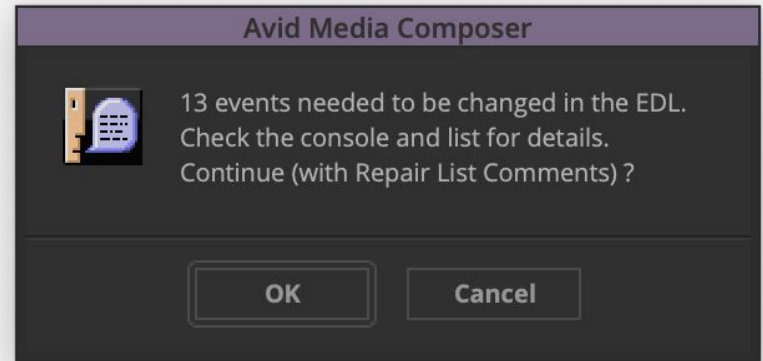 Avid Media Composer
13 events needed to be changed in the EDL.
Check the console and list for details.
Continue (with Repair List Comments) ?
OK
Cancel